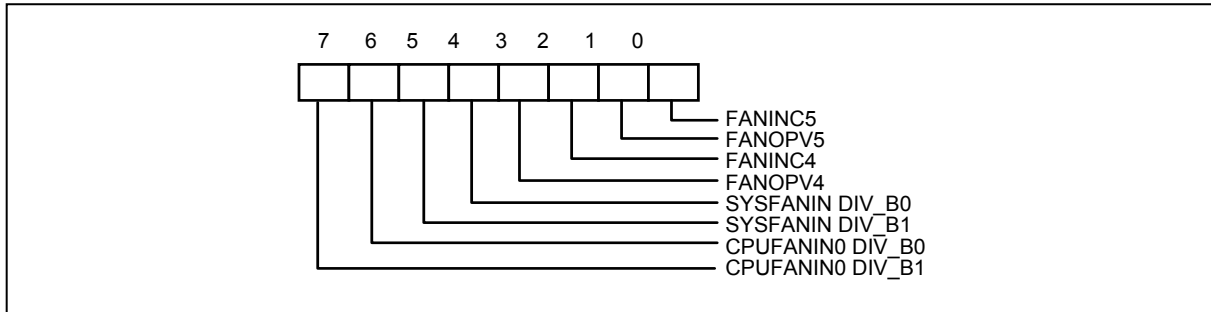 7 6 5 4 3 2 1 0
FANINC5
FANOPV5
FANINC4
FANOPV4
SYSFANIN DIV_B0
SYSFANIN DIV_B1
CPUFANIN0 DIV_B0
CPUFANIN0 DIV_B1